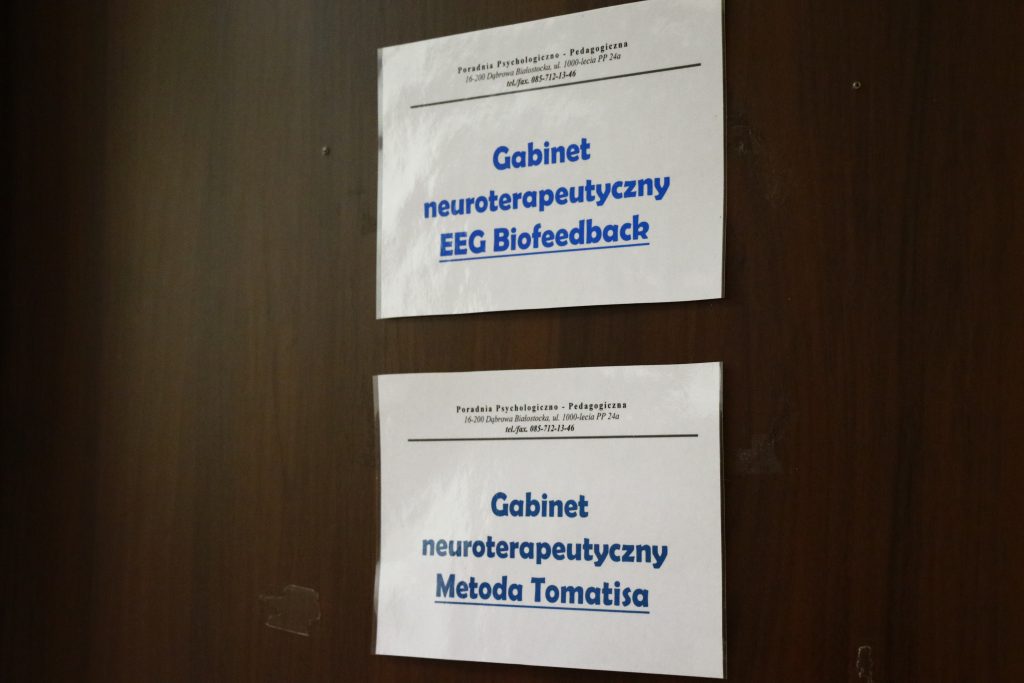 Poradnia Psychologiczno - Pedagogiczna
16-200 Dąbrowa Białostocka, ul. 1000-lecia PP 24a
tel./fax. 085-712-13-46
Gabinet
neuroterapeutyczny
EEG Biofeedback
Poradnia Psychologiczno - Pedagogiczna
16-200 Dąbrowa Białostocka, ul. 1000-lecia PP 24a
tel./fax. 085-712-13-46
Gabinet
neuroterapeutyczny
Metoda Tomatisa